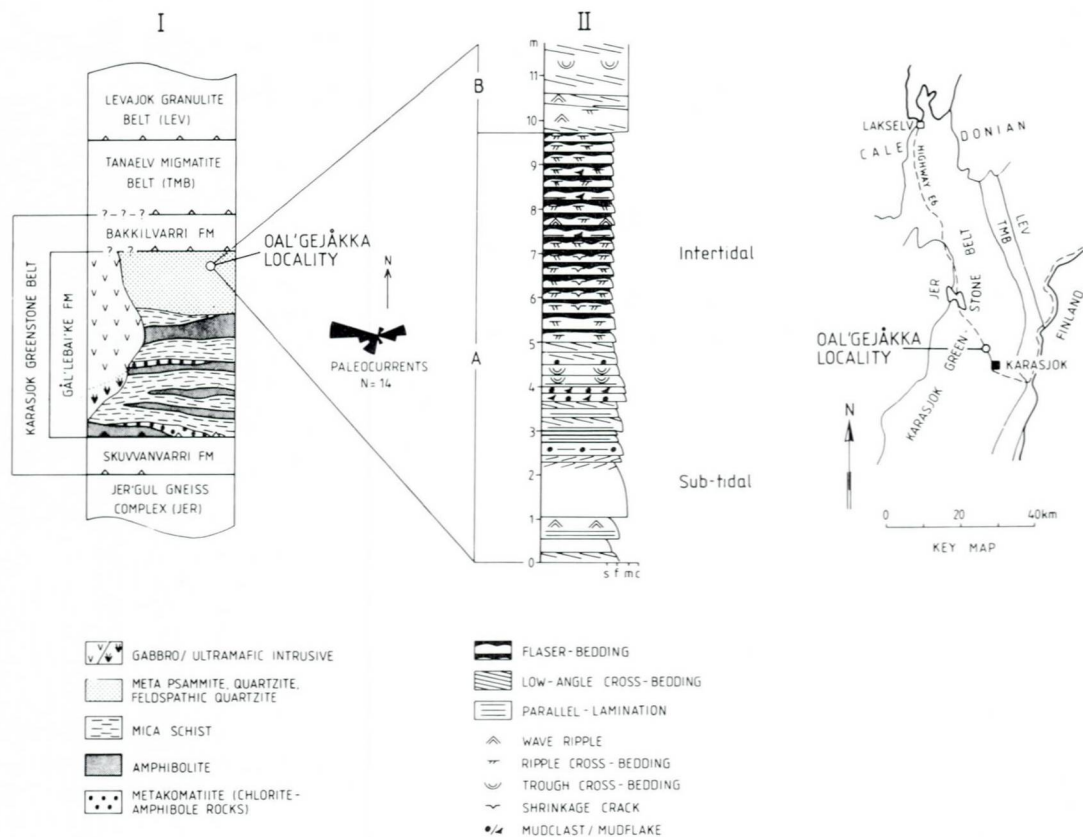 I
LEVAJOK GRANULITE
BELT (LEV)
TANAELV MIGMATITE
BELT (TMB)
?-?-?
BAKKILVARRI FM
? ?
KARASJOK GREENSTONE BELT
GÅL'LEBAI'KE FM
SKUVVANVARRI FM
JER'GUL GNEISS
COMPLEX (JER)
OAL'GEJÅKKA
LOCALITY
N
PALEOCURRENTS
N = 14
II
m
B
A
11
10
9
8
7
6
5
4
3
2
1
0
s f m c
Intertidal
Sub-tidal
LAKSELV
CALE
DONIAN
HIGHWAY E6
LEV
TMB
JER
KARASJOK GREEN-
STONE BELT
FINLAND
OAL'GEJÅKKA
LOCALITY
KARASJOK
N
0 20 40km
KEY MAP
GABBRO/ ULTRAMAFIC INTRUSIVE
META PSAMMITE, QUARTZITE,
FELDSPATHIC QUARTZITE
MICA SCHIST
AMPHIBOLITE
METAKOMATIITE (CHLORITE-
AMPHIBOLE ROCKS)
FLASER-BEDDING
LOW-ANGLE CROSS-BEDDING
PARALLEL-LAMINATION
WAVE RIPPLE
RIPPLE CROSS-BEDDING
TROUGH CROSS-BEDDING
SHRINKAGE CRACK
MUDCLAST / MUDFLAKE